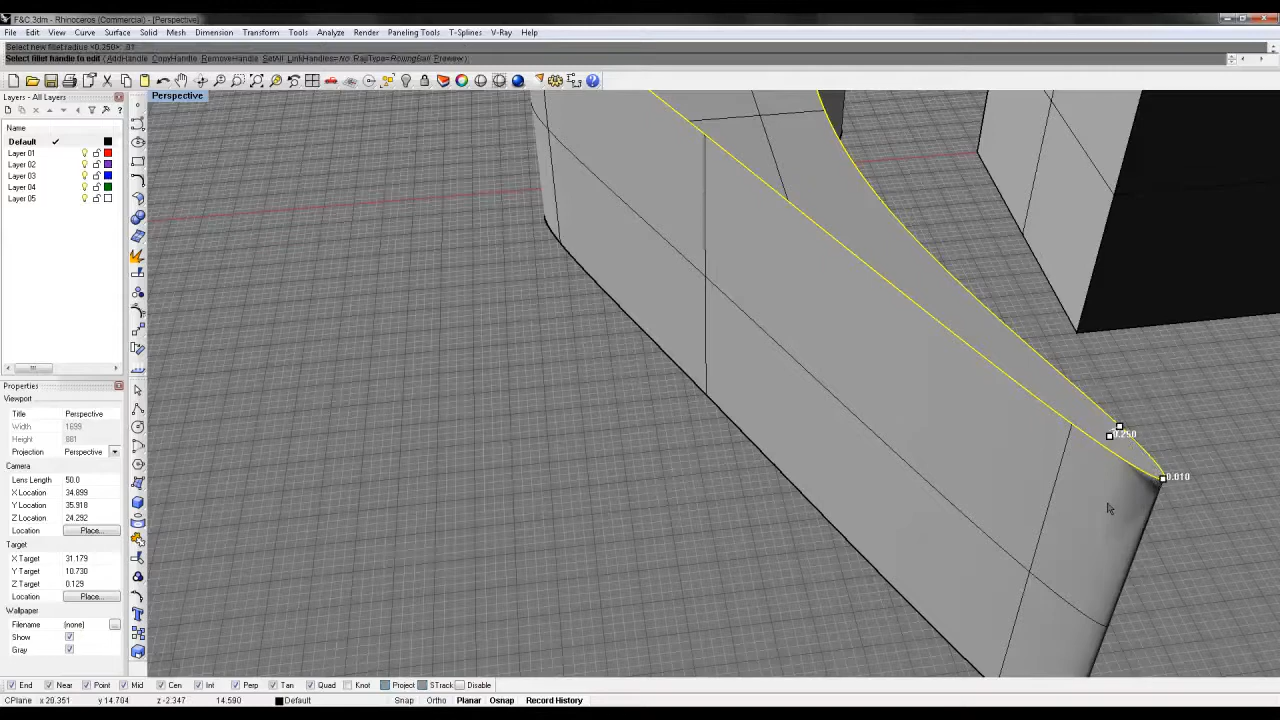 F&C.3dm - Rhinoceros (Commercial) - [Perspective]
File Edit View Curve Surface Solid Mesh Dimension Transform Tools Analyze Render Paneling Tools T-Splines V-Ray Help
Select new fillet radius <0.250>: .01
Select fillet handle to edit ( AddHandle CopyHandle RemoveHandle SetAll LinkHandles=No RailType=RollingBall Preview ):
Layers - All Layers
Perspective
Name
Default
Layer 01
Layer 02
Layer 03
Layer 04
Layer 05
Properties
Viewport
Title Perspective
Width 1699
Height 881
Projection Perspective
Camera
Lens Length 50.0
X Location 34.899
Y Location 35.918
Z Location 24.292
Location Place...
Target
X Target 31.179
Y Target 10.730
Z Target 0.129
Location Place...
Wallpaper
Filename (none) ...
Show
Gray
0.250
0.010
End Near Point Mid Cen Int Perp Tan Quad Knot Project STrack Disable
CPlane x 20.351 y 14.704 z -2.347 14.590 Default Snap Ortho Planar Osnap Record History